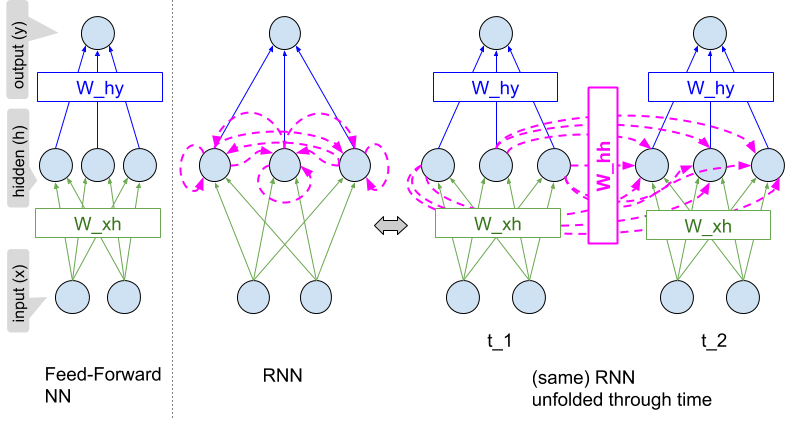 output (y)
hidden (h)
input (x)
W_hy
W_xh
W_hy
W_hh
W_xh
W_hy
W_xh
t_1
t_2
Feed-Forward
NN
RNN
(same) RNN
unfolded through time